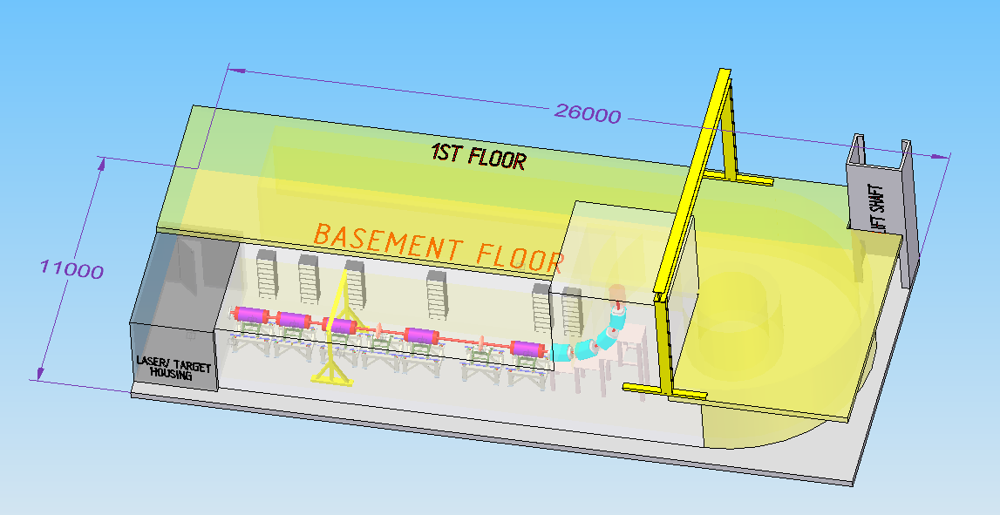 26000
1ST FLOOR
LIFT SHAFT
BASEMENT FLOOR
11000
LASER/ TARGET
HOUSING